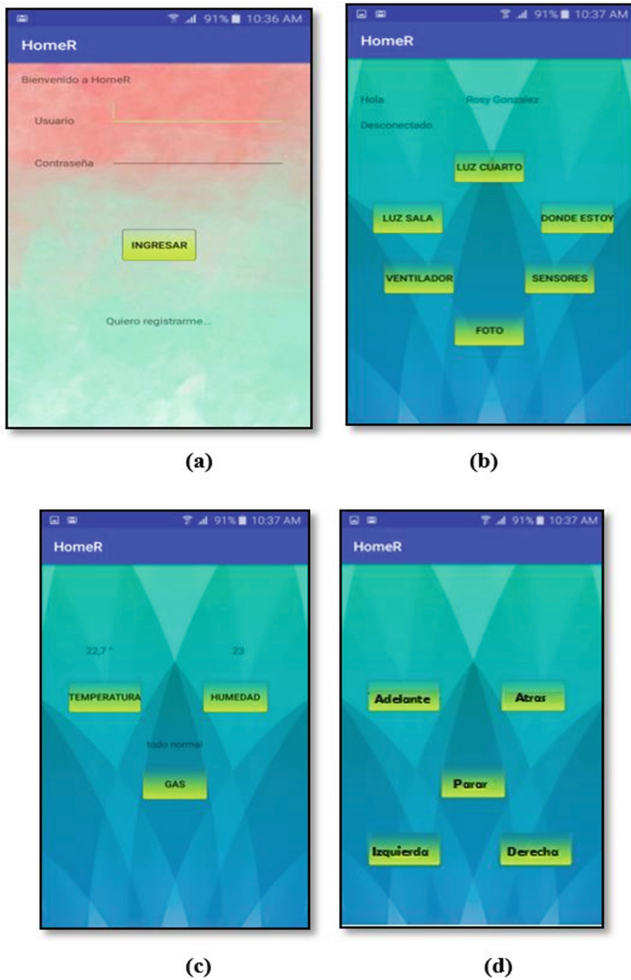 91% 10:36 AM
HomeR
Bienvenido a HomeR
Usuario
Contraseña
INGRESAR
Quiero registrarme...
(a)
91% 10:37 AM
HomeR
Hola Rosy Gonzalez
Desconectado
LUZ CUARTO
LUZ SALA DONDE ESTOY
VENTILADOR SENSORES
FOTO
(b)
91% 10:37 AM
HomeR
22,7 ° 23
TEMPERATURA HUMEDAD
todo normal
GAS
(c)
91% 10:37 AM
HomeR
Adelante Atras
Parar
Izquierda Derecha
(d)